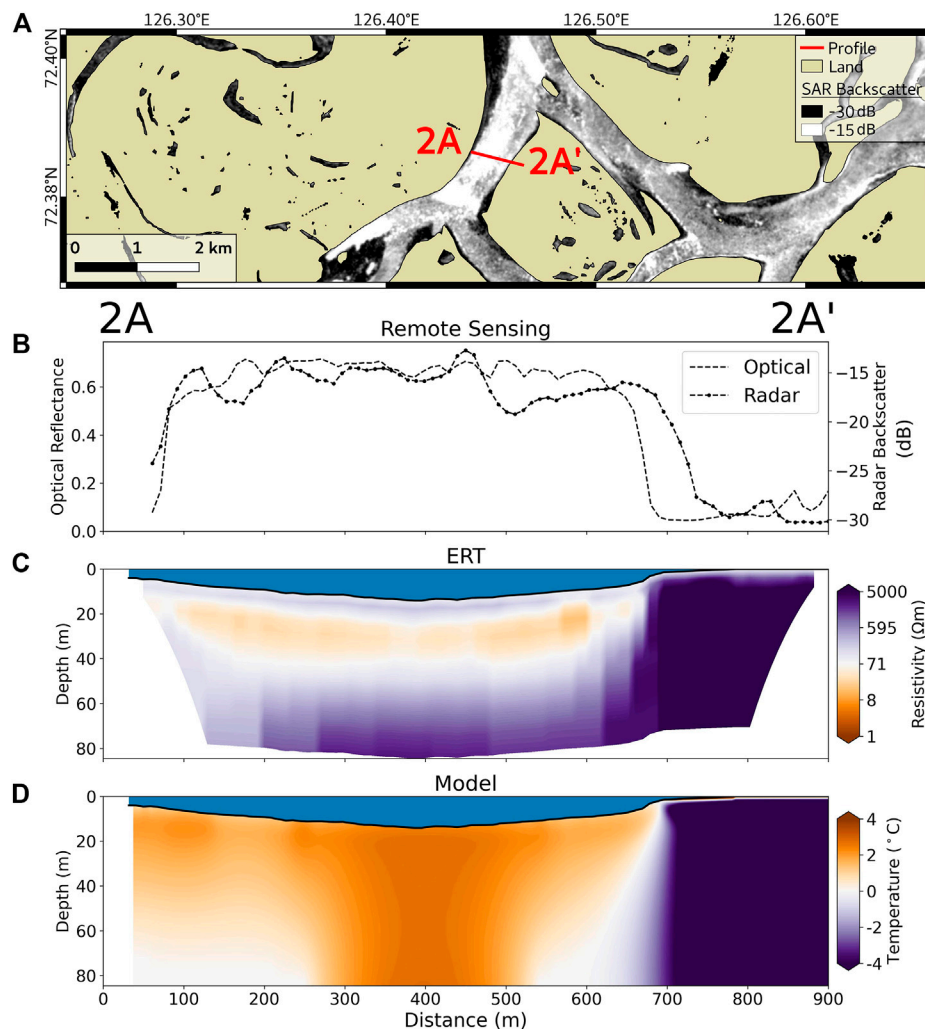 A
126.30°E
126.40°E
126.50°E
126.60°E
72.40°N
72.38°N
Profile
Land
SAR Backscatter
-30 dB
-15 dB
2A
2A'
0 1 2 km
2A
2A'
B
Remote Sensing
Optical Reflectance
0.6
0.4
0.2
0.0
Optical
Radar
−15
−20
−25
−30
Radar Backscatter
(dB)
C
ERT
Depth (m)
0
20
40
60
80
5000
595
71
8
1
Resistivity (Ωm)
D
Model
Depth (m)
0
20
40
60
80
4
2
0
-2
-4
Temperature (°C)
0 100 200 300 400 500 600 700 800 900
Distance (m)